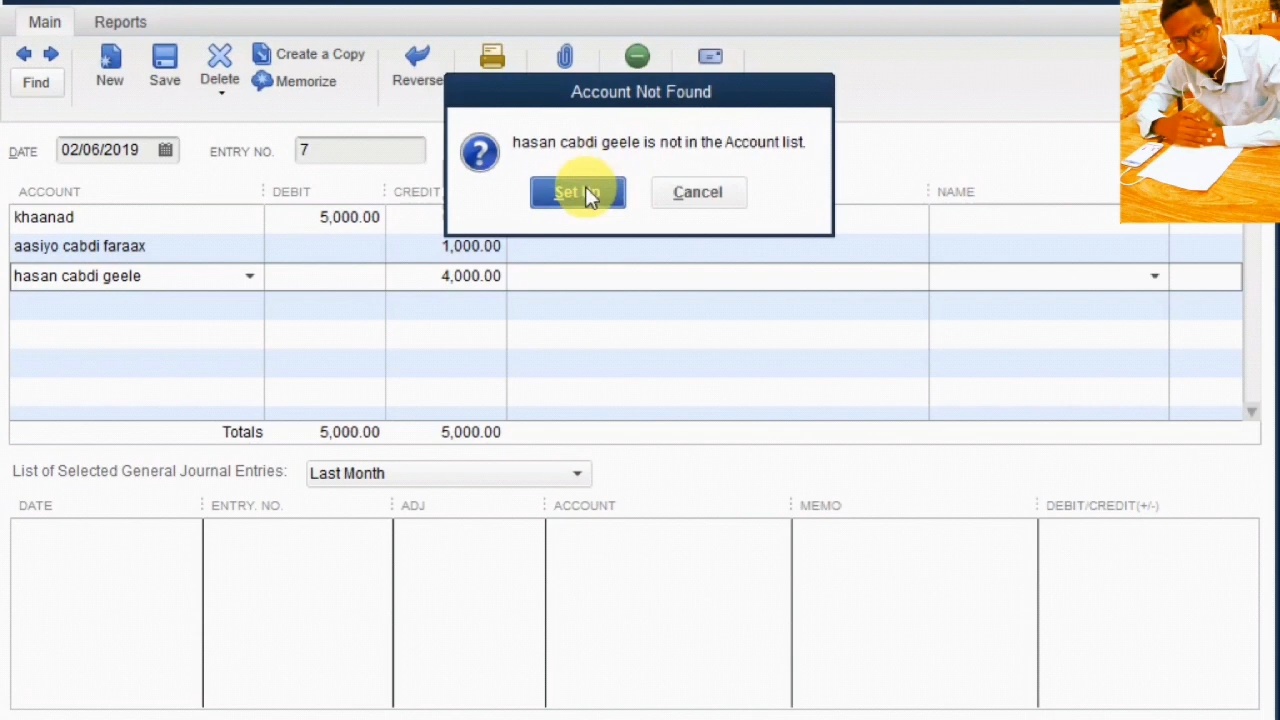 Main Reports
Find New Save Delete Create a Copy Memorize Reverse
Account Not Found
hasan cabdi geele is not in the Account list.
Cancel
DATE 02/06/2019 ENTRY NO. 7
ACCOUNT DEBIT CREDIT NAME
khaanad 5,000.00
aasiyo cabdi faraax 1,000.00
hasan cabdi geele 4,000.00
Totals 5,000.00 5,000.00
List of Selected General Journal Entries: Last Month
DATE ENTRY. NO. ADJ ACCOUNT MEMO DEBIT/CREDIT(+/-)